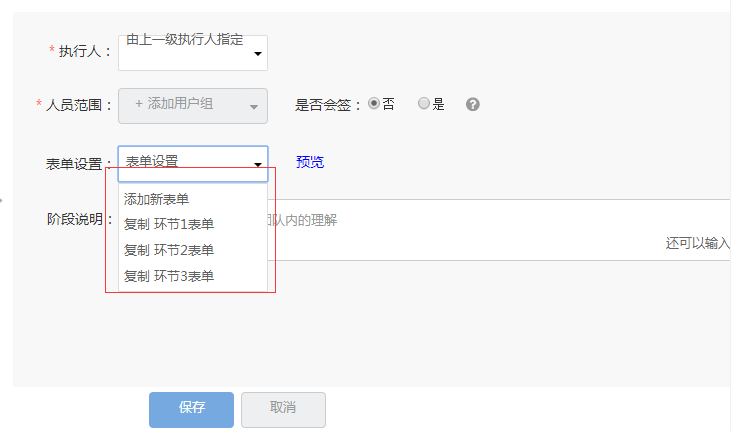 * 执行人： 由上一级执行人指定
* 人员范围： + 添加用户组 是否会签： 否 是 ?
表单设置： 表单设置 预览
添加新表单
阶段说明： 复制 环节1表单 队内的理解
复制 环节2表单 还可以输入
复制 环节3表单
保存 取消